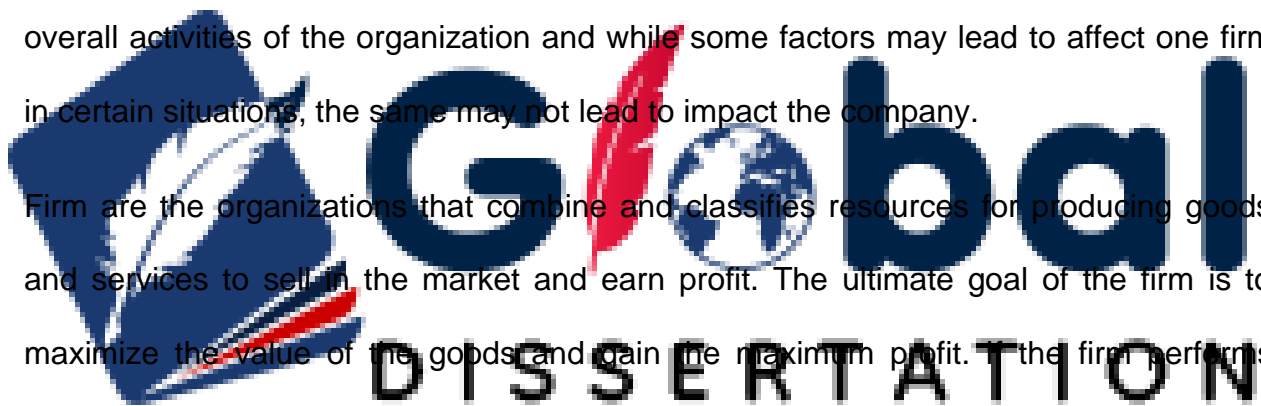 overall activities of the organization and while some factors may lead to affect one firm
in certain situations, the same may not lead to impact the company.
Global
Firm are the organizations that combine and classifies resources for producing goods
and services to sell in the market and earn profit. The ultimate goal of the firm is to
maximize the value of the goods and gain the maximum profit. If the firm performs
DISSERTATION